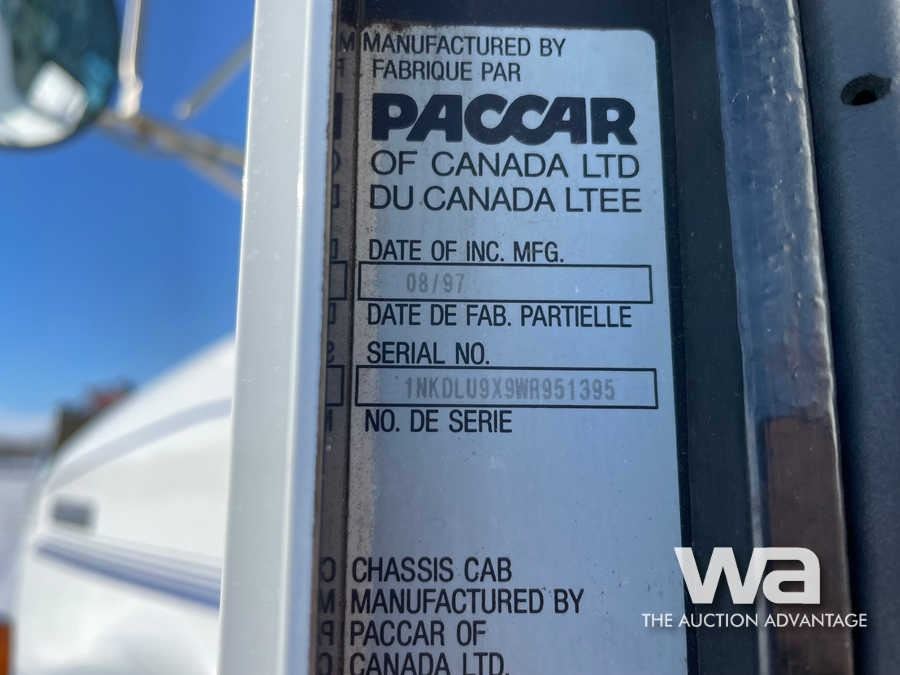 MANUFACTURED BY
FABRIQUE PAR
PACCAR
OF CANADA LTD
DU CANADA LTEE
DATE OF INC. MFG.
08/97
DATE DE FAB. PARTIELLE
SERIAL NO.
1NKDLU9X9WR951395
NO. DE SERIE
CHASSIS CAB
MANUFACTURED BY
PACCAR OF
CANADA LTD.
wa
THE AUCTION ADVANTAGE